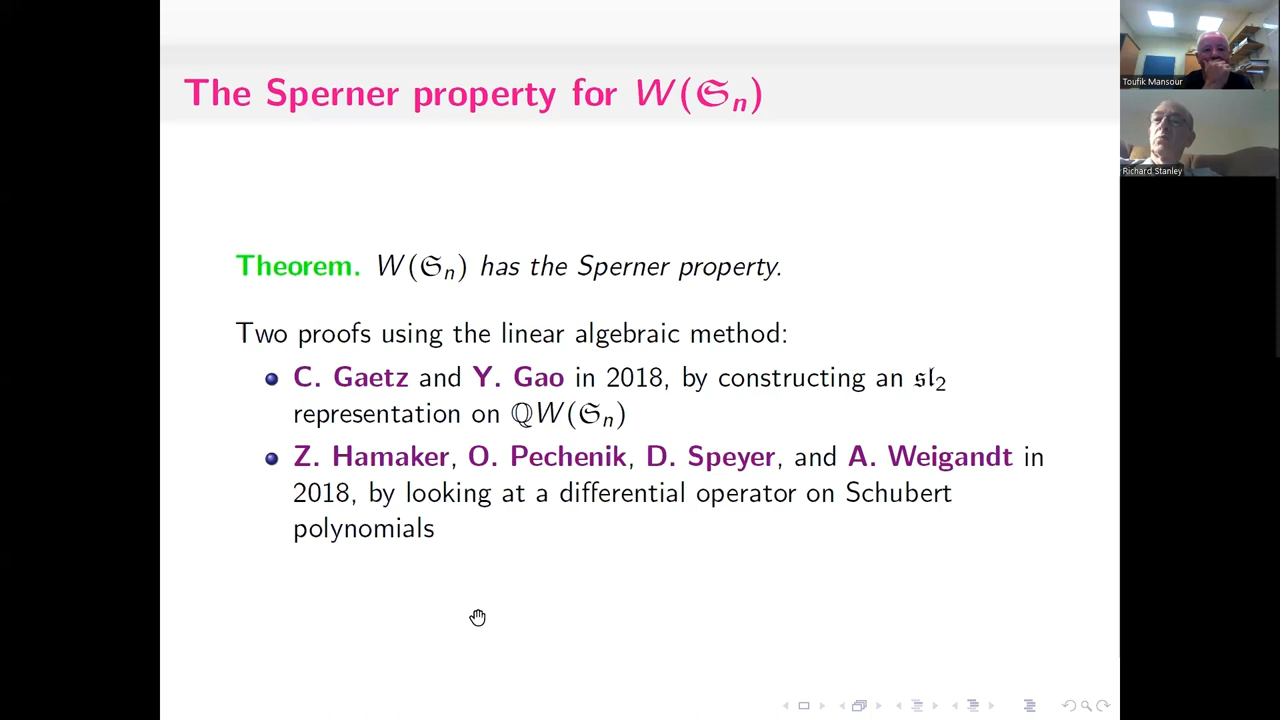 The Sperner property for W(𝔖ₙ)
Toufik Mansour
Richard Stanley
Theorem. W(𝔖ₙ) has the Sperner property.
Two proofs using the linear algebraic method:
C. Gaetz and Y. Gao in 2018, by constructing an 𝔰𝔩₂
representation on ℚW(𝔖ₙ)
Z. Hamaker, O. Pechenik, D. Speyer, and A. Weigandt in
2018, by looking at a differential operator on Schubert
polynomials